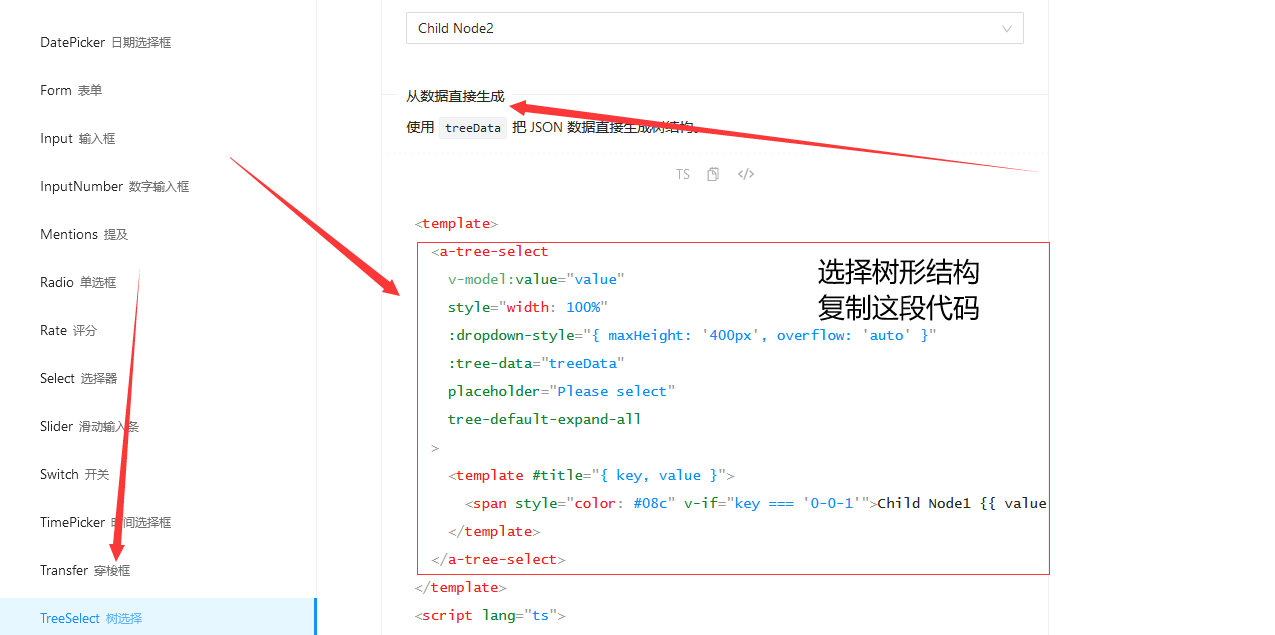 DatePicker 日期选择框
Form 表单
Input 输入框
InputNumber 数字输入框
Mentions 提及
Radio 单选框
Rate 评分
Select 选择器
Slider 滑动输入条
Switch 开关
TimePicker 时间选择框
Transfer 穿梭框
TreeSelect 树选择
Child Node2
从数据直接生成
使用 treeData 把 JSON 数据直接生成树结构。
TS </>
<template>
<a-tree-select
v-model:value="value"
style="width: 100%"
:dropdown-style="{ maxHeight: '400px', overflow: 'auto' }"
:tree-data="treeData"
placeholder="Please select"
tree-default-expand-all
>
<template #title="{ key, value }">
<span style="color: #08c" v-if="key === '0-0-1'">Child Node1 {{ value
</template>
</a-tree-select>
</template>
<script lang="ts">
选择树形结构
复制这段代码